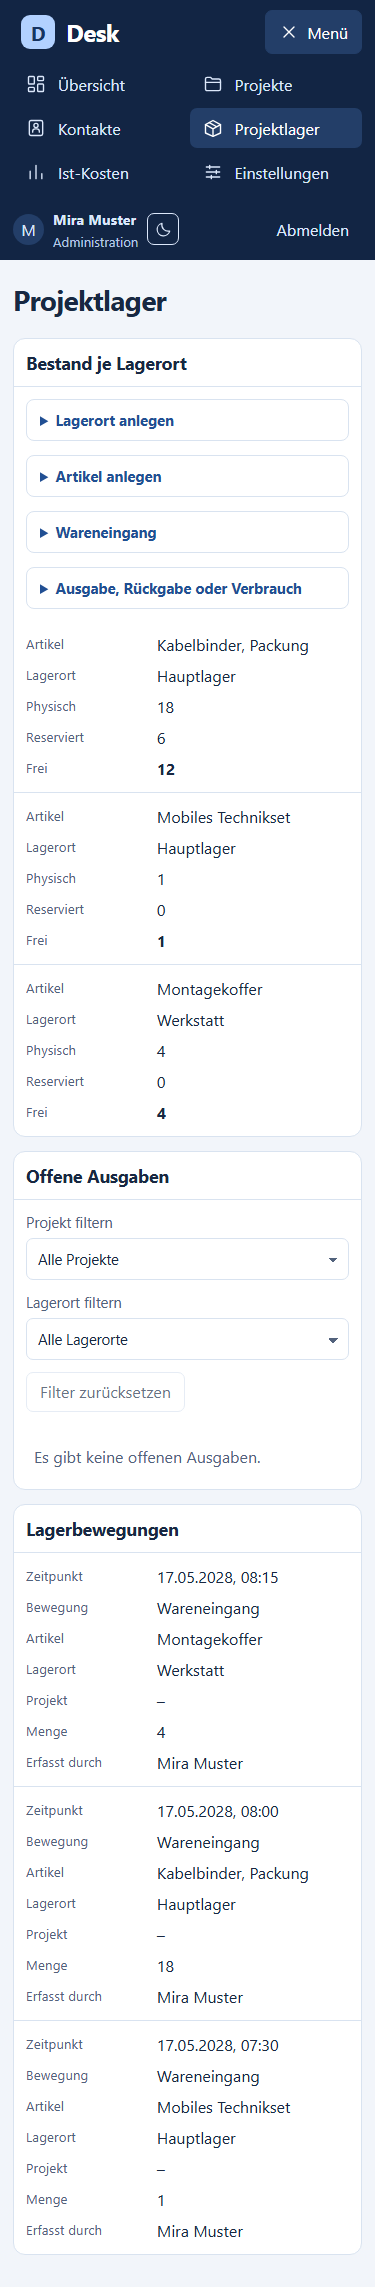 D Desk
Menü
Übersicht
Projekte
Kontakte
Projektlager
Ist-Kosten
Einstellungen
M
Mira Muster
Administration
Abmelden
Projektlager
Bestand je Lagerort
Lagerort anlegen
Artikel anlegen
Wareneingang
Ausgabe, Rückgabe oder Verbrauch
Artikel Kabelbinder, Packung
Lagerort Hauptlager
Physisch 18
Reserviert 6
Frei 12
Artikel Mobiles Technikset
Lagerort Hauptlager
Physisch 1
Reserviert 0
Frei 1
Artikel Montagekoffer
Lagerort Werkstatt
Physisch 4
Reserviert 0
Frei 4
Offene Ausgaben
Projekt filtern
Alle Projekte
Lagerort filtern
Alle Lagerorte
Filter zurücksetzen
Es gibt keine offenen Ausgaben.
Lagerbewegungen
Zeitpunkt 17.05.2028, 08:15
Bewegung Wareneingang
Artikel Montagekoffer
Lagerort Werkstatt
Projekt –
Menge 4
Erfasst durch Mira Muster
Zeitpunkt 17.05.2028, 08:00
Bewegung Wareneingang
Artikel Kabelbinder, Packung
Lagerort Hauptlager
Projekt –
Menge 18
Erfasst durch Mira Muster
Zeitpunkt 17.05.2028, 07:30
Bewegung Wareneingang
Artikel Mobiles Technikset
Lagerort Hauptlager
Projekt –
Menge 1
Erfasst durch Mira Muster